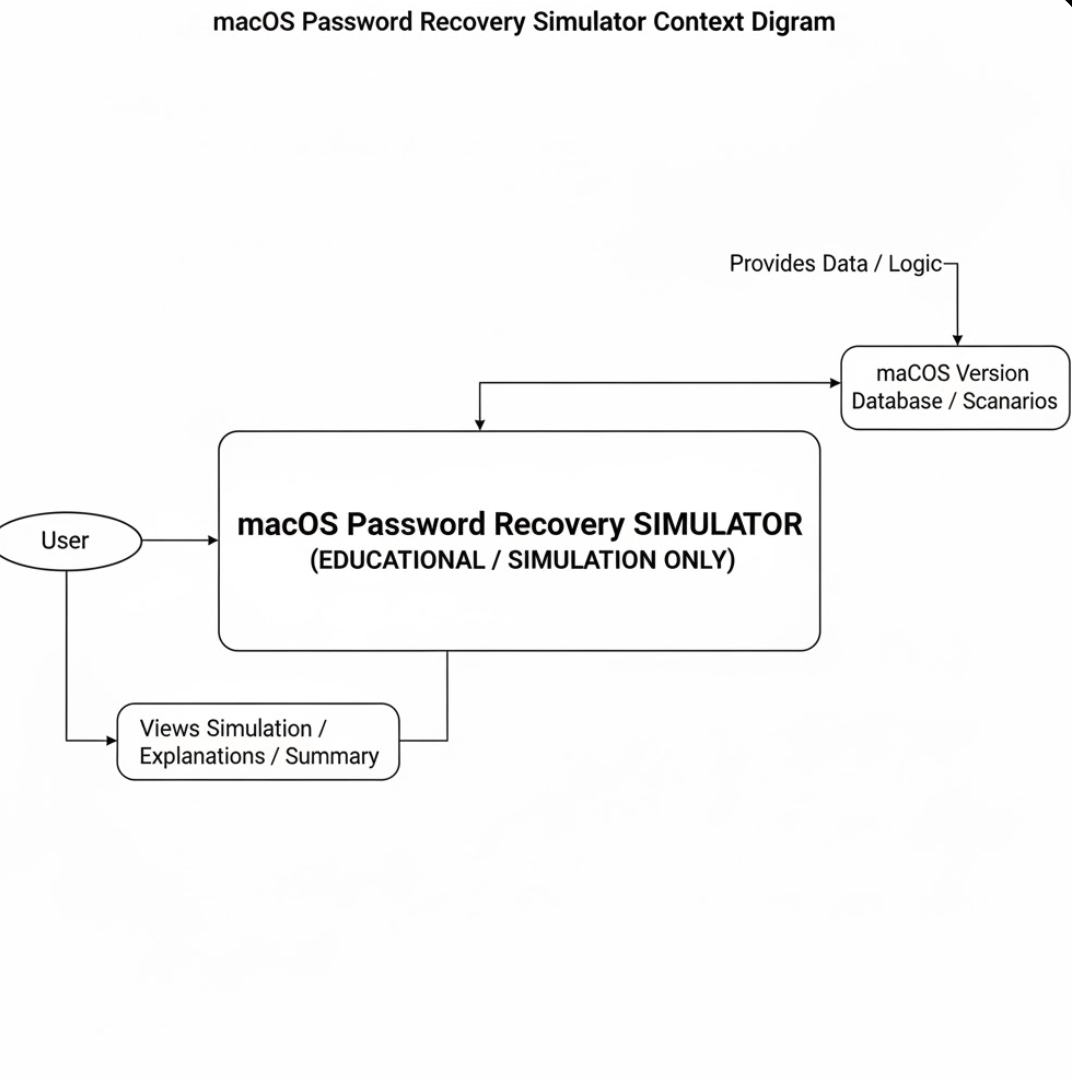 macOS Password Recovery Simulator Context Digram
Provides Data / Logic
maCOS Version
Database / Scanarios
macOS Password Recovery SIMULATOR
(EDUCATIONAL / SIMULATION ONLY)
User
Views Simulation /
Explanations / Summary